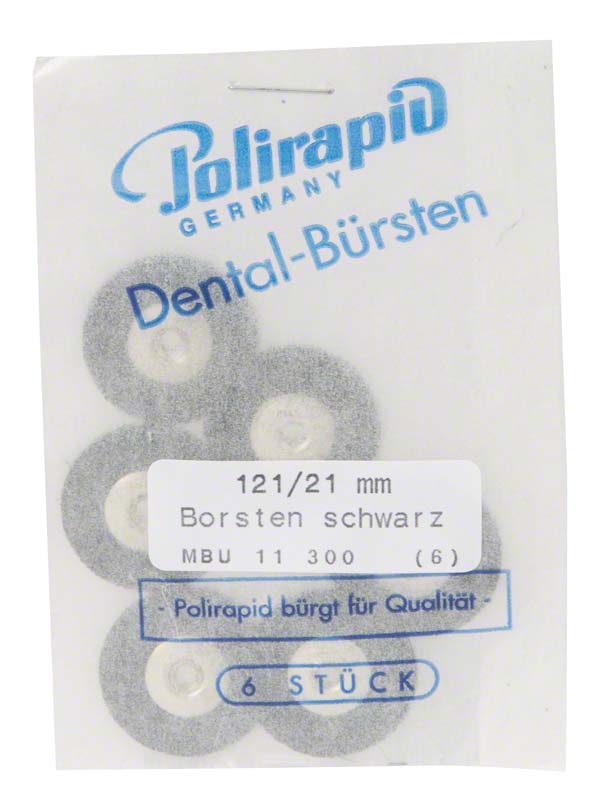 Polirapid
GERMANY
Dental-Bürsten
121/21 mm
Borsten schwarz
MBU 11 300 (6)
- Polirapid bürgt für Qualität -
6 STÜCK